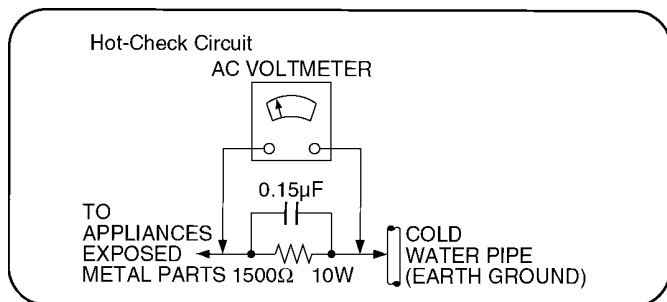 Hot-Check Circuit
AC VOLTMETER
0.15µF
TO
APPLIANCES
EXPOSED
METAL PARTS
1500Ω 10W
COLD
WATER PIPE
(EARTH GROUND)